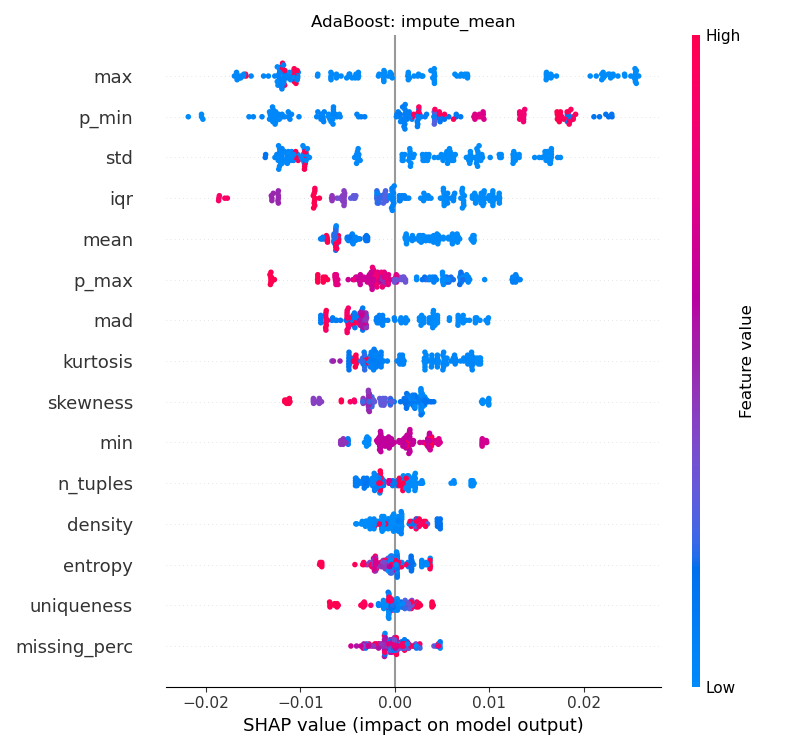 AdaBoost: impute_mean
High
max
p_min
std
iqr
mean
p_max
mad
kurtosis
skewness
min
n_tuples
density
entropy
uniqueness
missing_perc
Feature value
Low
−0.02 −0.01 0.00 0.01 0.02
SHAP value (impact on model output)